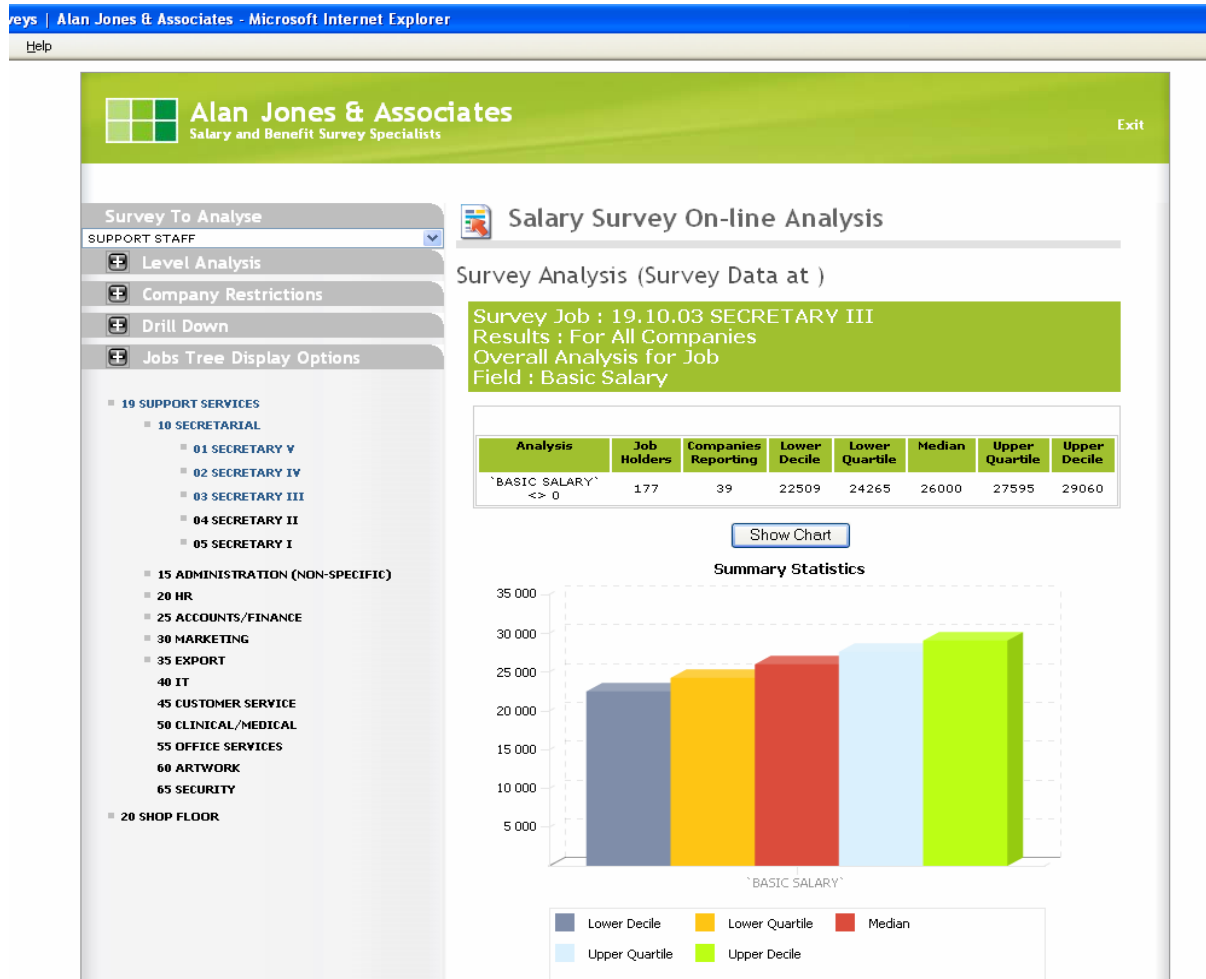 veys | Alan Jones & Associates - Microsoft Internet Explorer
Help
Alan Jones & Associates
Salary and Benefit Survey Specialists
Exit
Survey To Analyse
SUPPORT STAFF
Level Analysis
Company Restrictions
Drill Down
Jobs Tree Display Options
19 SUPPORT SERVICES
10 SECRETARIAL
01 SECRETARY V
02 SECRETARY IV
03 SECRETARY III
04 SECRETARY II
05 SECRETARY I
15 ADMINISTRATION (NON-SPECIFIC)
20 HR
25 ACCOUNTS/FINANCE
30 MARKETING
35 EXPORT
40 IT
45 CUSTOMER SERVICE
50 CLINICAL/MEDICAL
55 OFFICE SERVICES
60 ARTWORK
65 SECURITY
20 SHOP FLOOR
Salary Survey On-line Analysis
Survey Analysis (Survey Data at )
Survey Job : 19.10.03 SECRETARY III
Results : For All Companies
Overall Analysis for Job
Field : Basic Salary
Analysis Job Holders Companies Reporting Lower Decile Lower Quartile Median Upper Quartile Upper Decile
`BASIC SALARY` <> 0 177 39 22509 24265 26000 27595 29060
Show Chart
Summary Statistics
35 000
30 000
25 000
20 000
15 000
10 000
5 000
`BASIC SALARY`
Lower Decile Lower Quartile Median
Upper Quartile Upper Decile